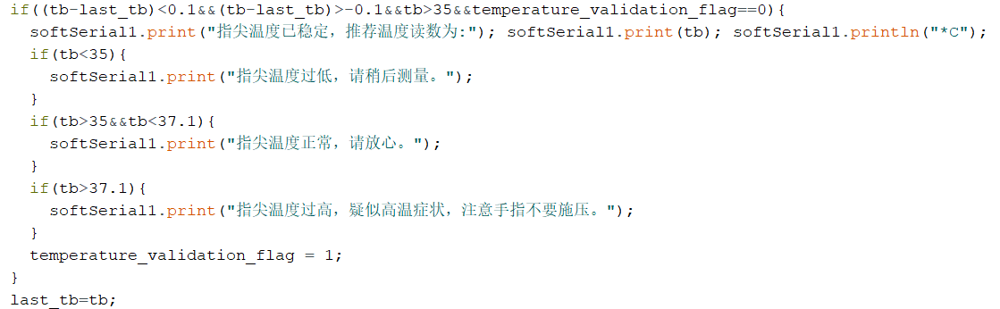 if((tb-last_tb)<0.1&&(tb-last_tb)>-0.1&&tb>35&&temperature_validation_flag==0){
  softSerial1.print("指尖温度已稳定，推荐温度读数为:"); softSerial1.print(tb); softSerial1.println("*C");
  if(tb<35){
    softSerial1.print("指尖温度过低，请稍后测量。");
  }
  if(tb>35&&tb<37.1){
    softSerial1.print("指尖温度正常，请放心。");
  }
  if(tb>37.1){
    softSerial1.print("指尖温度过高，疑似高温症状，注意手指不要施压。");
  }
  temperature_validation_flag = 1;
}
last_tb=tb;